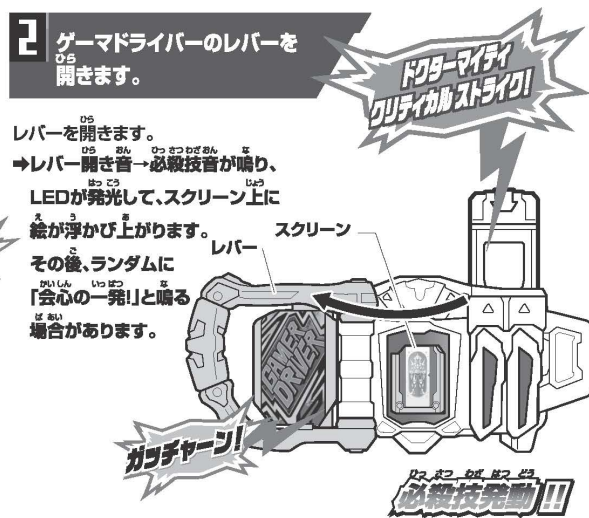 2 ゲーマドライバーのレバーを
開きます。
レバーを開きます。
➡レバー開き音→必殺技音が鳴り、
LEDが発光して、スクリーン上に
絵が浮かび上がります。
その後、ランダムに
「会心の一発!」と鳴る
場合があります。
ドクターマイティ
クリティカル ストライク!
スクリーン
レバー
GAMER
DRIVER
ガッチャーン!
必殺技発動!!